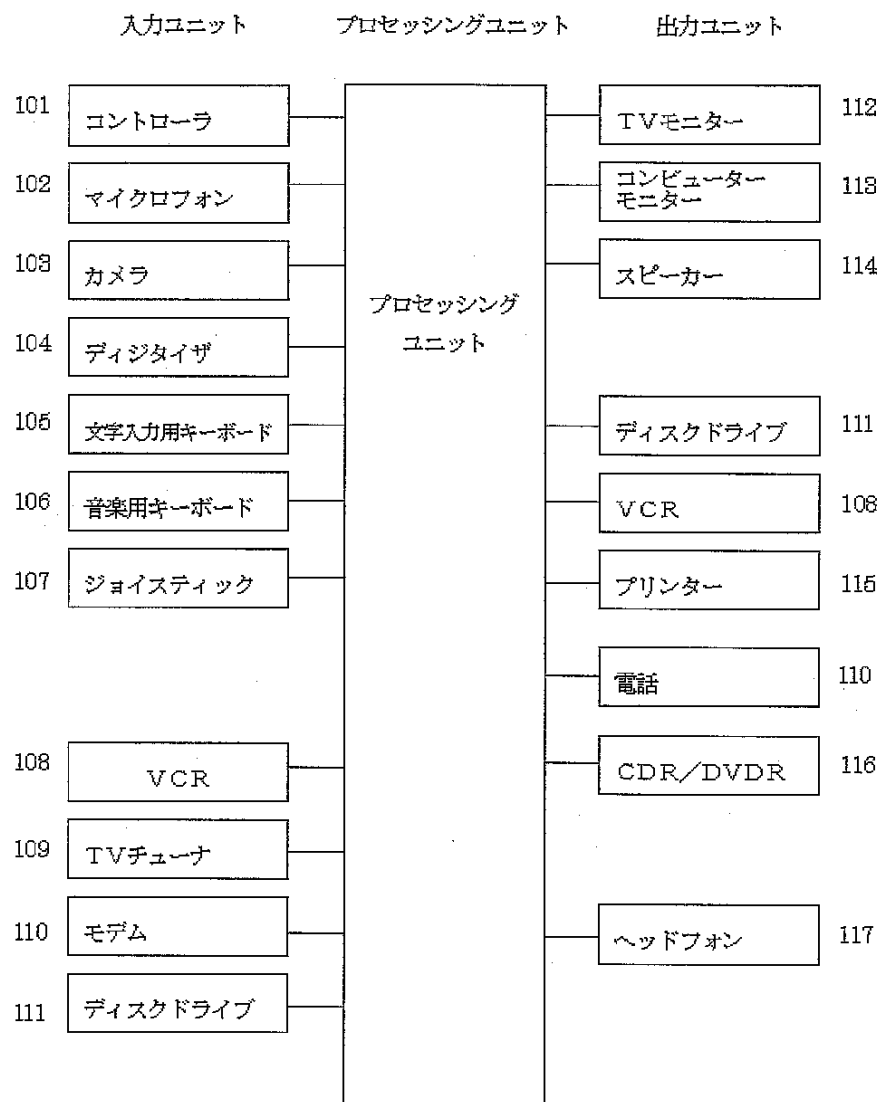 入力ユニット プロセッシングユニット 出力ユニット
101 コントローラ
102 マイクロフォン
103 カメラ
104 ディジタイザ
105 文字入力用キーボード
106 音楽用キーボード
107 ジョイスティック
108 VCR
109 TVチューナ
110 モデム
111 ディスクドライブ
プロセッシング
ユニット
TVモニター 112
コンピューター
モニター 113
スピーカー 114
ディスクドライブ 111
VCR 108
プリンター 115
電話 110
CDR/DVDR 116
ヘッドフォン 117